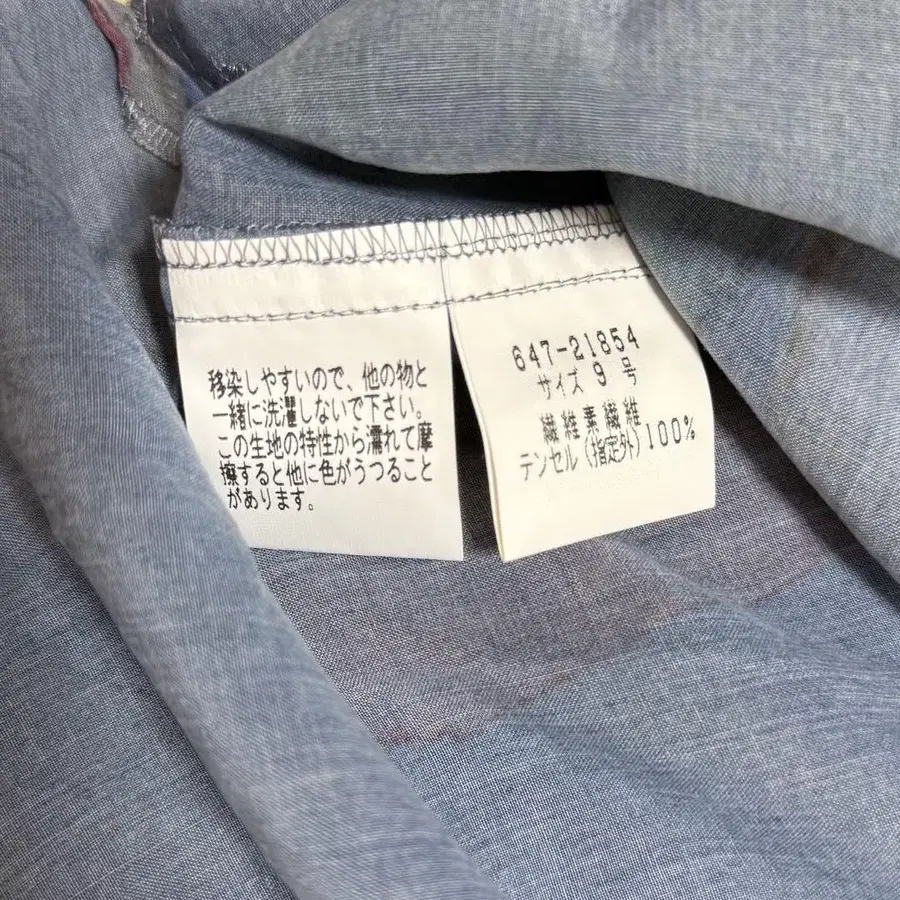 移染しやすいので、他の物と
一緒に洗濯しないで下さい。
この生地の特性から濡れて摩
擦すると他に色がうつること
があります。
647-21854
サイズ 9 号
繊維素繊維
テンセル(指定外)100%